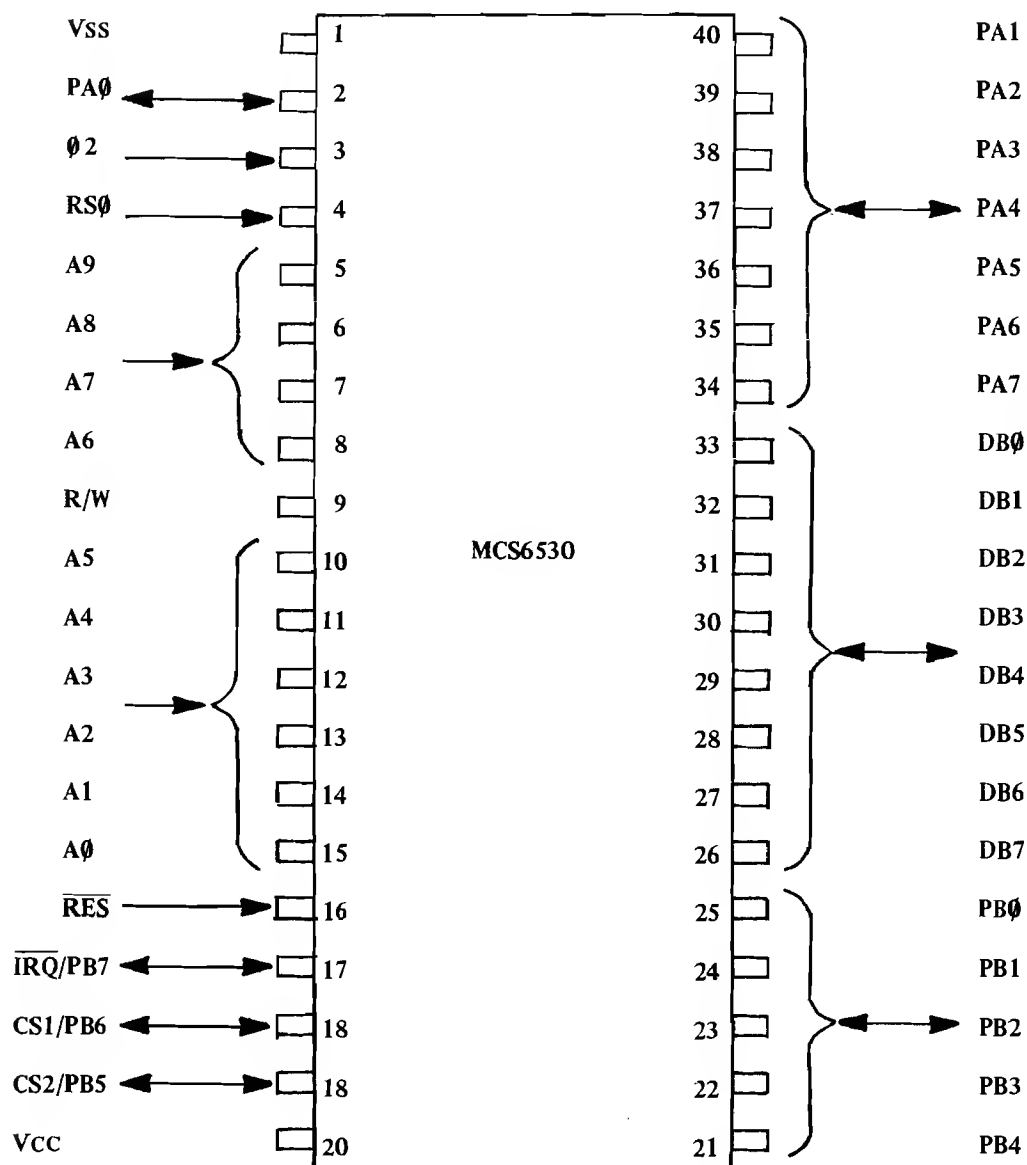 Vss 1 40 PA1
PAØ 2 39 PA2
Ø2 3 38 PA3
RSØ 4 37 PA4
A9 5 36 PA5
A8 6 35 PA6
A7 7 34 PA7
A6 8 33 DBØ
R/W 9 32 DB1
MCS6530
A5 10 31 DB2
A4 11 30 DB3
A3 12 29 DB4
A2 13 28 DB5
A1 14 27 DB6
AØ 15 26 DB7
R̅E̅S̅ 16 25 PBØ
I̅R̅Q̅/PB7 17 24 PB1
CS1/PB6 18 23 PB2
CS2/PB5 18 22 PB3
VCC 20 21 PB4